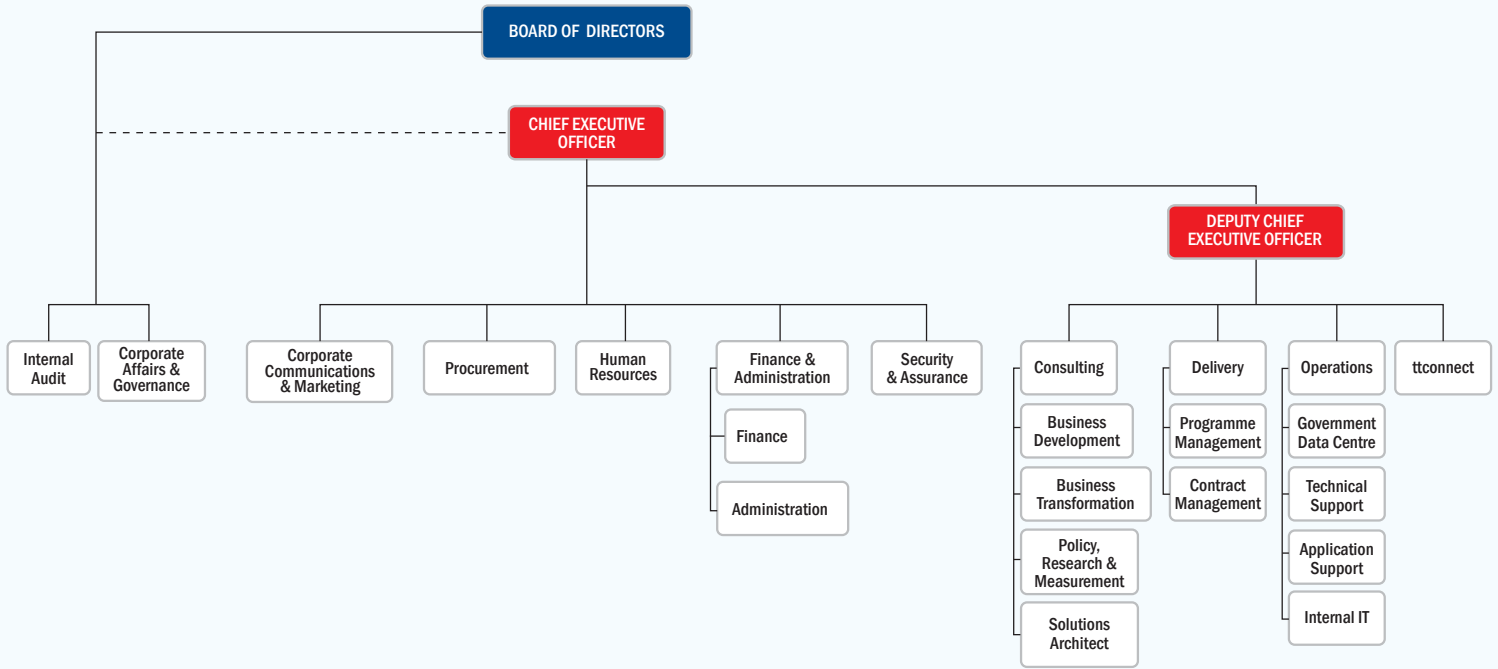 BOARD OF DIRECTORS
CHIEF EXECUTIVE
OFFICER
DEPUTY CHIEF
EXECUTIVE OFFICER
Internal
Audit
Corporate
Affairs &
Governance
Corporate
Communications
& Marketing
Procurement
Human
Resources
Finance &
Administration
Finance
Administration
Security
& Assurance
Consulting
Business
Development
Business
Transformation
Policy,
Research &
Measurement
Solutions
Architect
Delivery
Programme
Management
Contract
Management
Operations
Government
Data Centre
Technical
Support
Application
Support
Internal IT
ttconnect